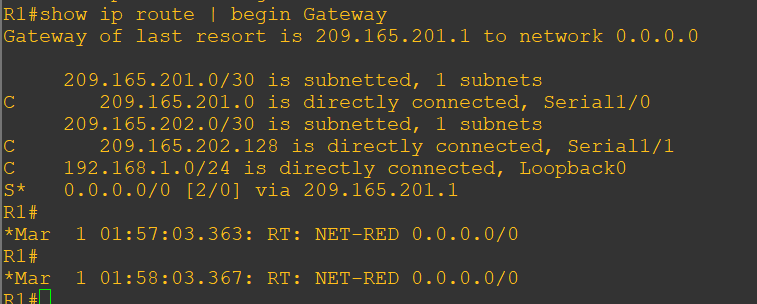 R1#show ip route | begin Gateway
Gateway of last resort is 209.165.201.1 to network 0.0.0.0
209.165.201.0/30 is subnetted, 1 subnets
C 209.165.201.0 is directly connected, Serial1/0
209.165.202.0/30 is subnetted, 1 subnets
C 209.165.202.128 is directly connected, Serial1/1
C 192.168.1.0/24 is directly connected, Loopback0
S* 0.0.0.0/0 [2/0] via 209.165.201.1
R1#
*Mar 1 01:57:03.363: RT: NET-RED 0.0.0.0/0
R1#
*Mar 1 01:58:03.367: RT: NET-RED 0.0.0.0/0
R1#